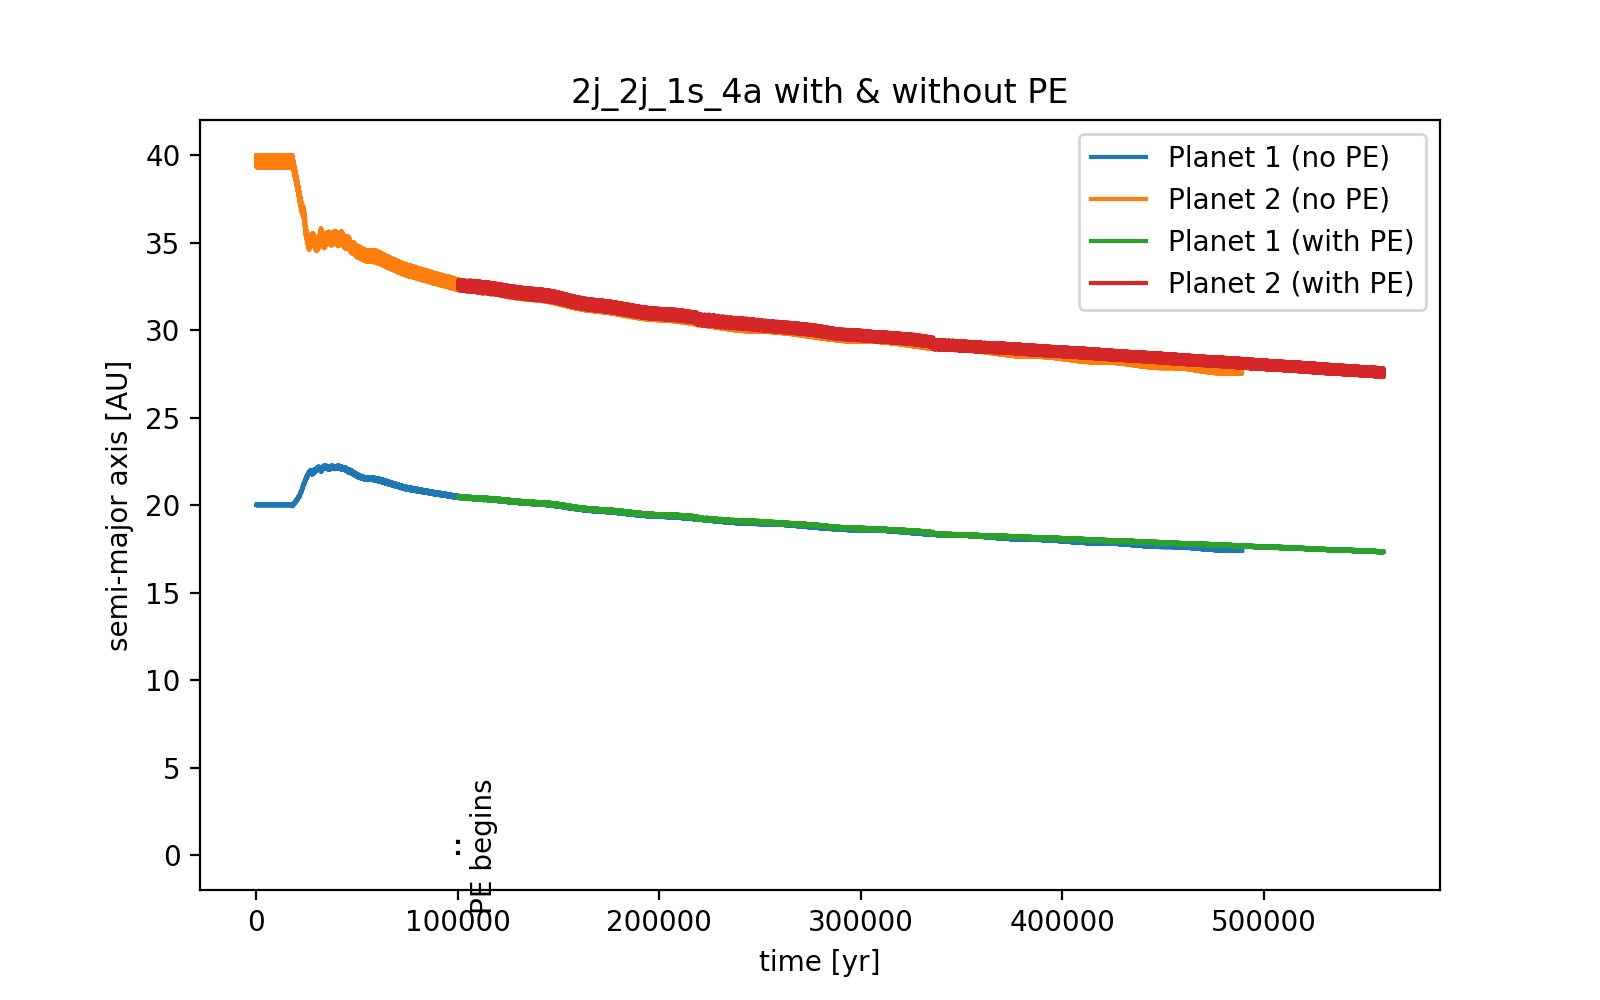 2j_2j_1s_4a with & without PE
Planet 1 (no PE)
Planet 2 (no PE)
Planet 1 (with PE)
Planet 2 (with PE)
semi-major axis [AU]
40
35
30
25
20
15
10
5
0
PE begins
0
100000
200000
300000
400000
500000
time [yr]